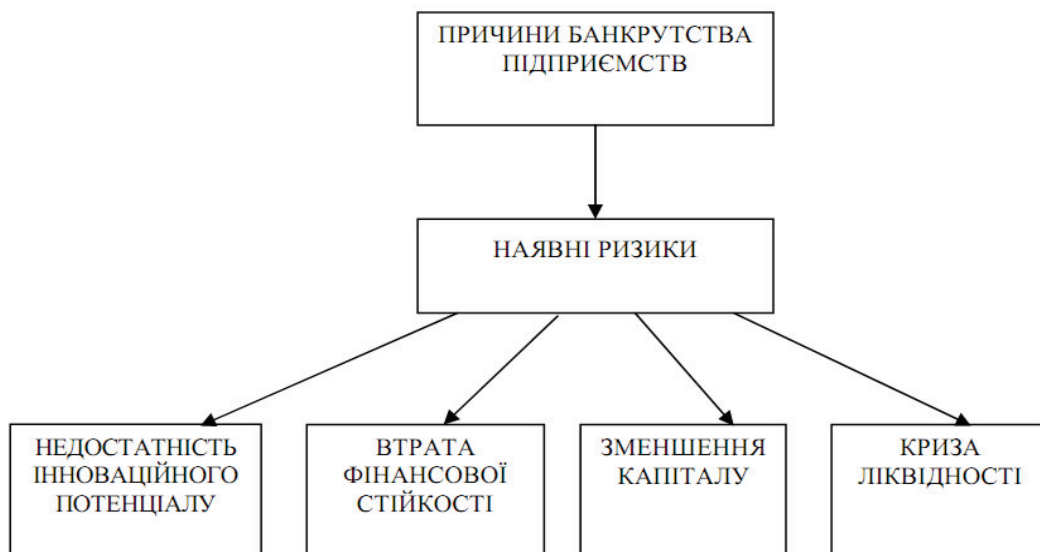 ПРИЧИНИ БАНКРУТСТВА
ПІДПРИЄМСТВ
НАЯВНІ РИЗИКИ
НЕДОСТАТНІСТЬ
ІННОВАЦІЙНОГО
ПОТЕНЦІАЛУ
ВТРАТА
ФІНАНСОВОЇ
СТІЙКОСТІ
ЗМЕНШЕННЯ
КАПІТАЛУ
КРИЗА
ЛІКВІДНОСТІ